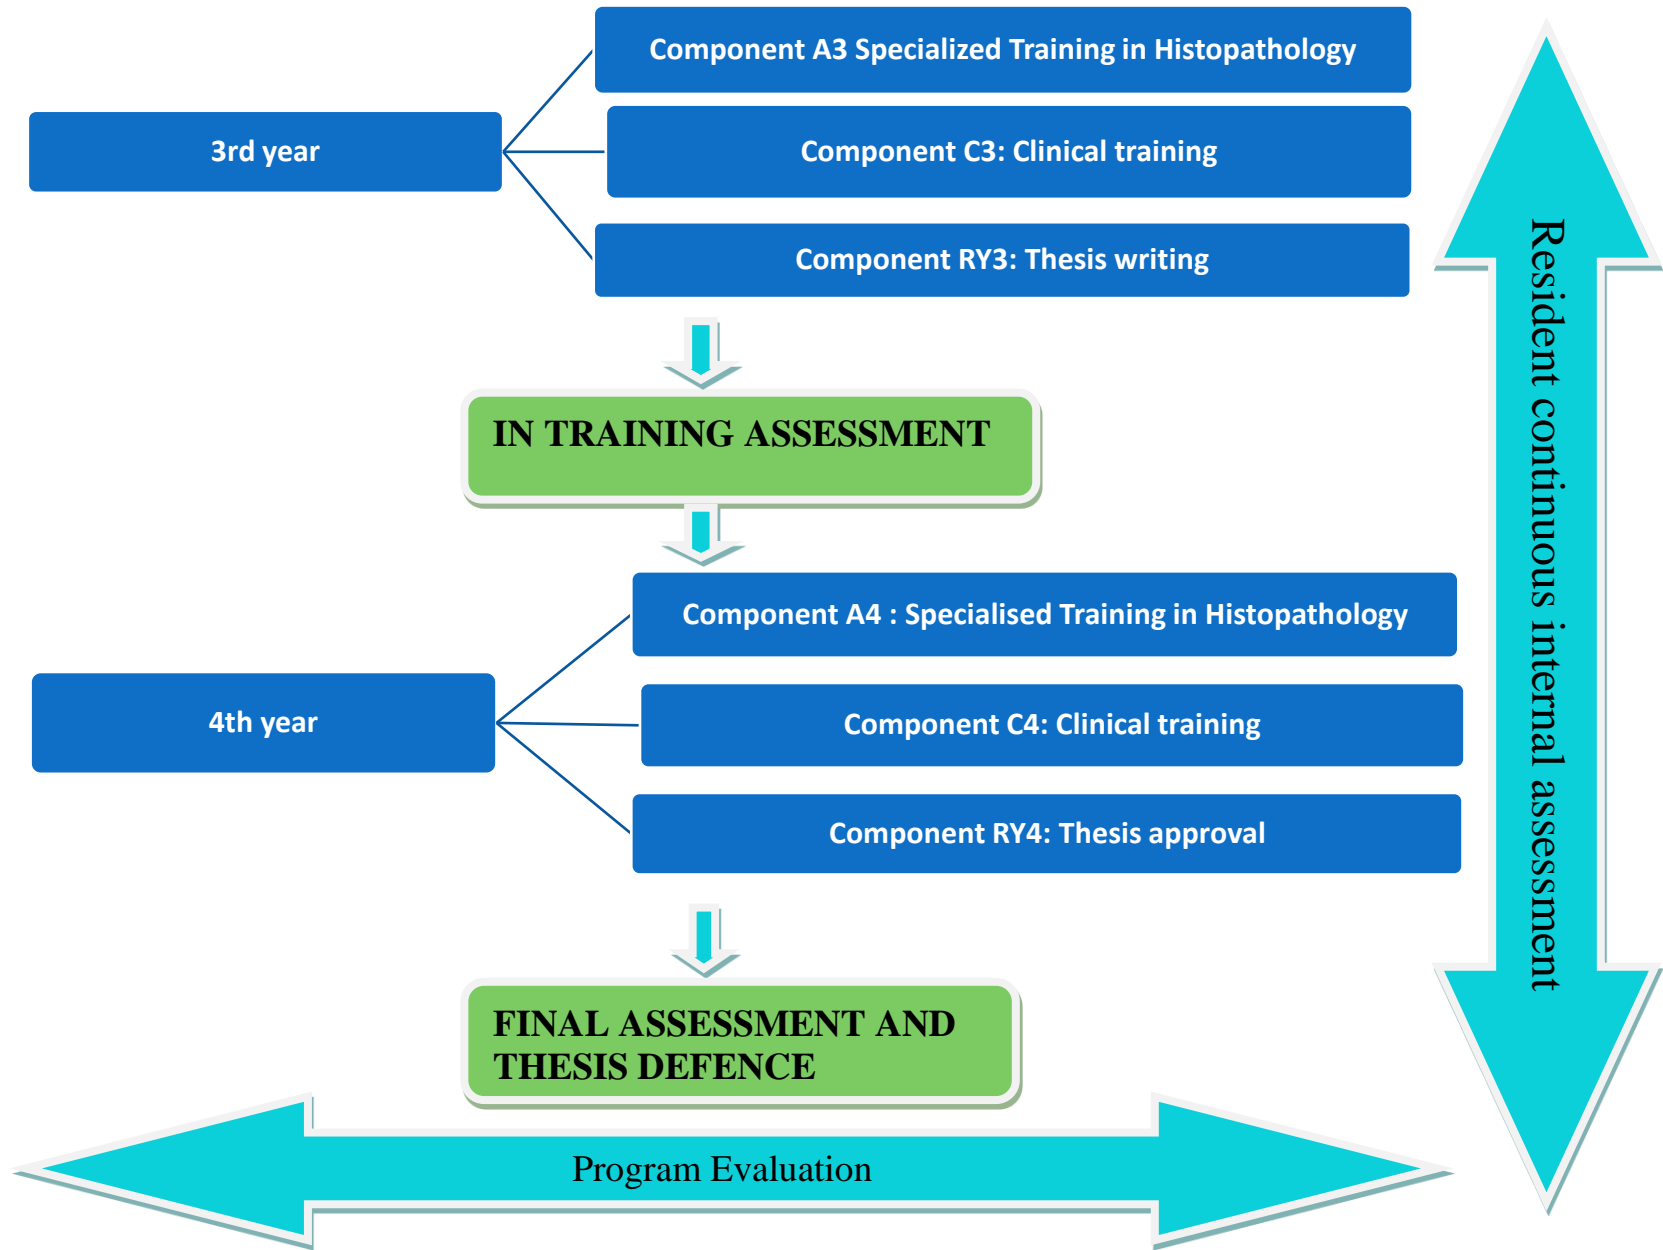 Component A3 Specialized Training in Histopathology
3rd year
Component C3: Clinical training
Component RY3: Thesis writing
IN TRAINING ASSESSMENT
Component A4 : Specialised Training in Histopathology
4th year
Component C4: Clinical training
Component RY4: Thesis approval
FINAL ASSESSMENT AND
THESIS DEFENCE
Program Evaluation
Resident continuous internal assessment